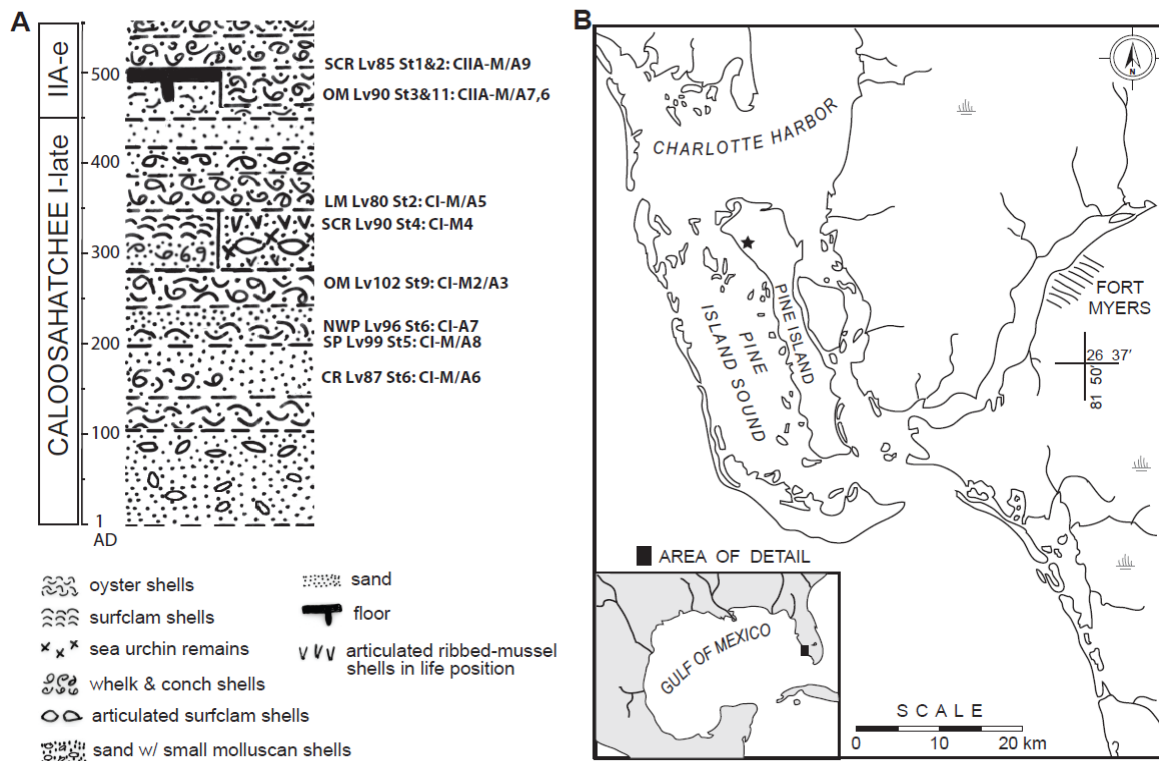 A
IIA-e
CALOOSAHATCHEE I-late
500
400
300
200
100
1
AD
SCR Lv85 St1&2: CIIA-M/A9
OM Lv90 St3&11: CIIA-M/A7,6
LM Lv80 St2: CI-M/A5
SCR Lv90 St4: CI-M4
OM Lv102 St9: CI-M2/A3
NWP Lv96 St6: CI-A7
SP Lv99 St5: CI-M/A8
CR Lv87 St6: CI-M/A6
oyster shells
surfclam shells
sea urchin remains
whelk & conch shells
articulated surfclam shells
sand w/ small molluscan shells
sand
floor
articulated ribbed-mussel
shells in life position
B
N
CHARLOTTE HARBOR
PINE ISLAND
PINE
ISLAND SOUND
FORT
MYERS
26 37'
81 50'
AREA OF DETAIL
GULF OF MEXICO
SCALE
0 10 20 km